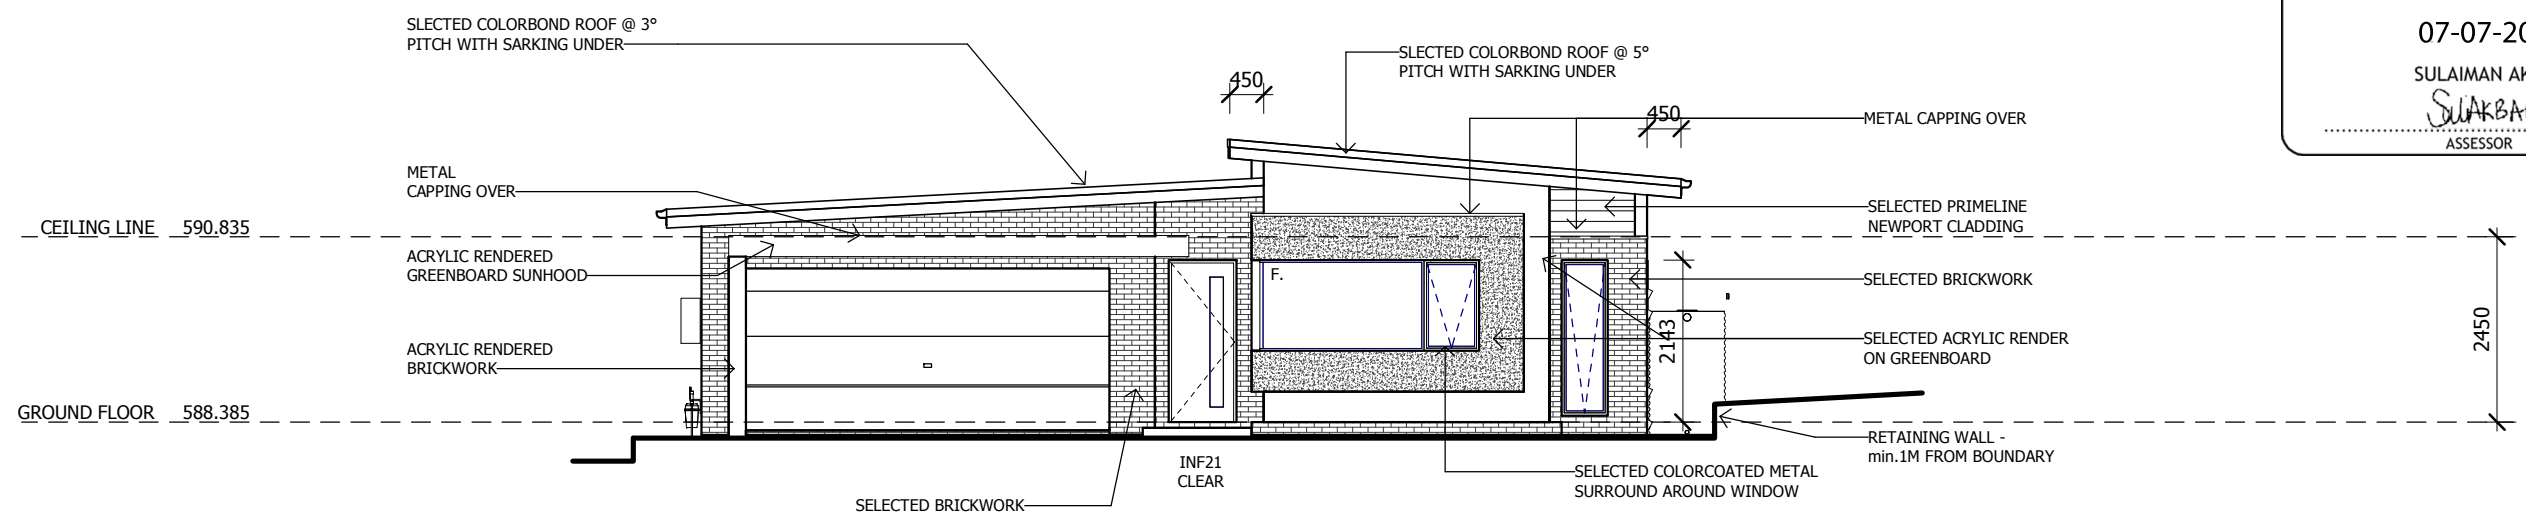 SLECTED COLORBOND ROOF @ 3°
PITCH WITH SARKING UNDER
SLECTED COLORBOND ROOF @ 5°
PITCH WITH SARKING UNDER
07-07-20
SULAIMAN AK
ASSESSOR
450
450
METAL CAPPING OVER
METAL
CAPPING OVER
SELECTED PRIMELINE
NEWPORT CLADDING
CEILING LINE 590.835
ACRYLIC RENDERED
GREENBOARD SUNHOOD
F.
SELECTED BRICKWORK
2143
2450
ACRYLIC RENDERED
BRICKWORK
SELECTED ACRYLIC RENDER
ON GREENBOARD
GROUND FLOOR 588.385
RETAINING WALL -
min.1M FROM BOUNDARY
INF21
CLEAR
SELECTED COLORCOATED METAL
SURROUND AROUND WINDOW
SELECTED BRICKWORK